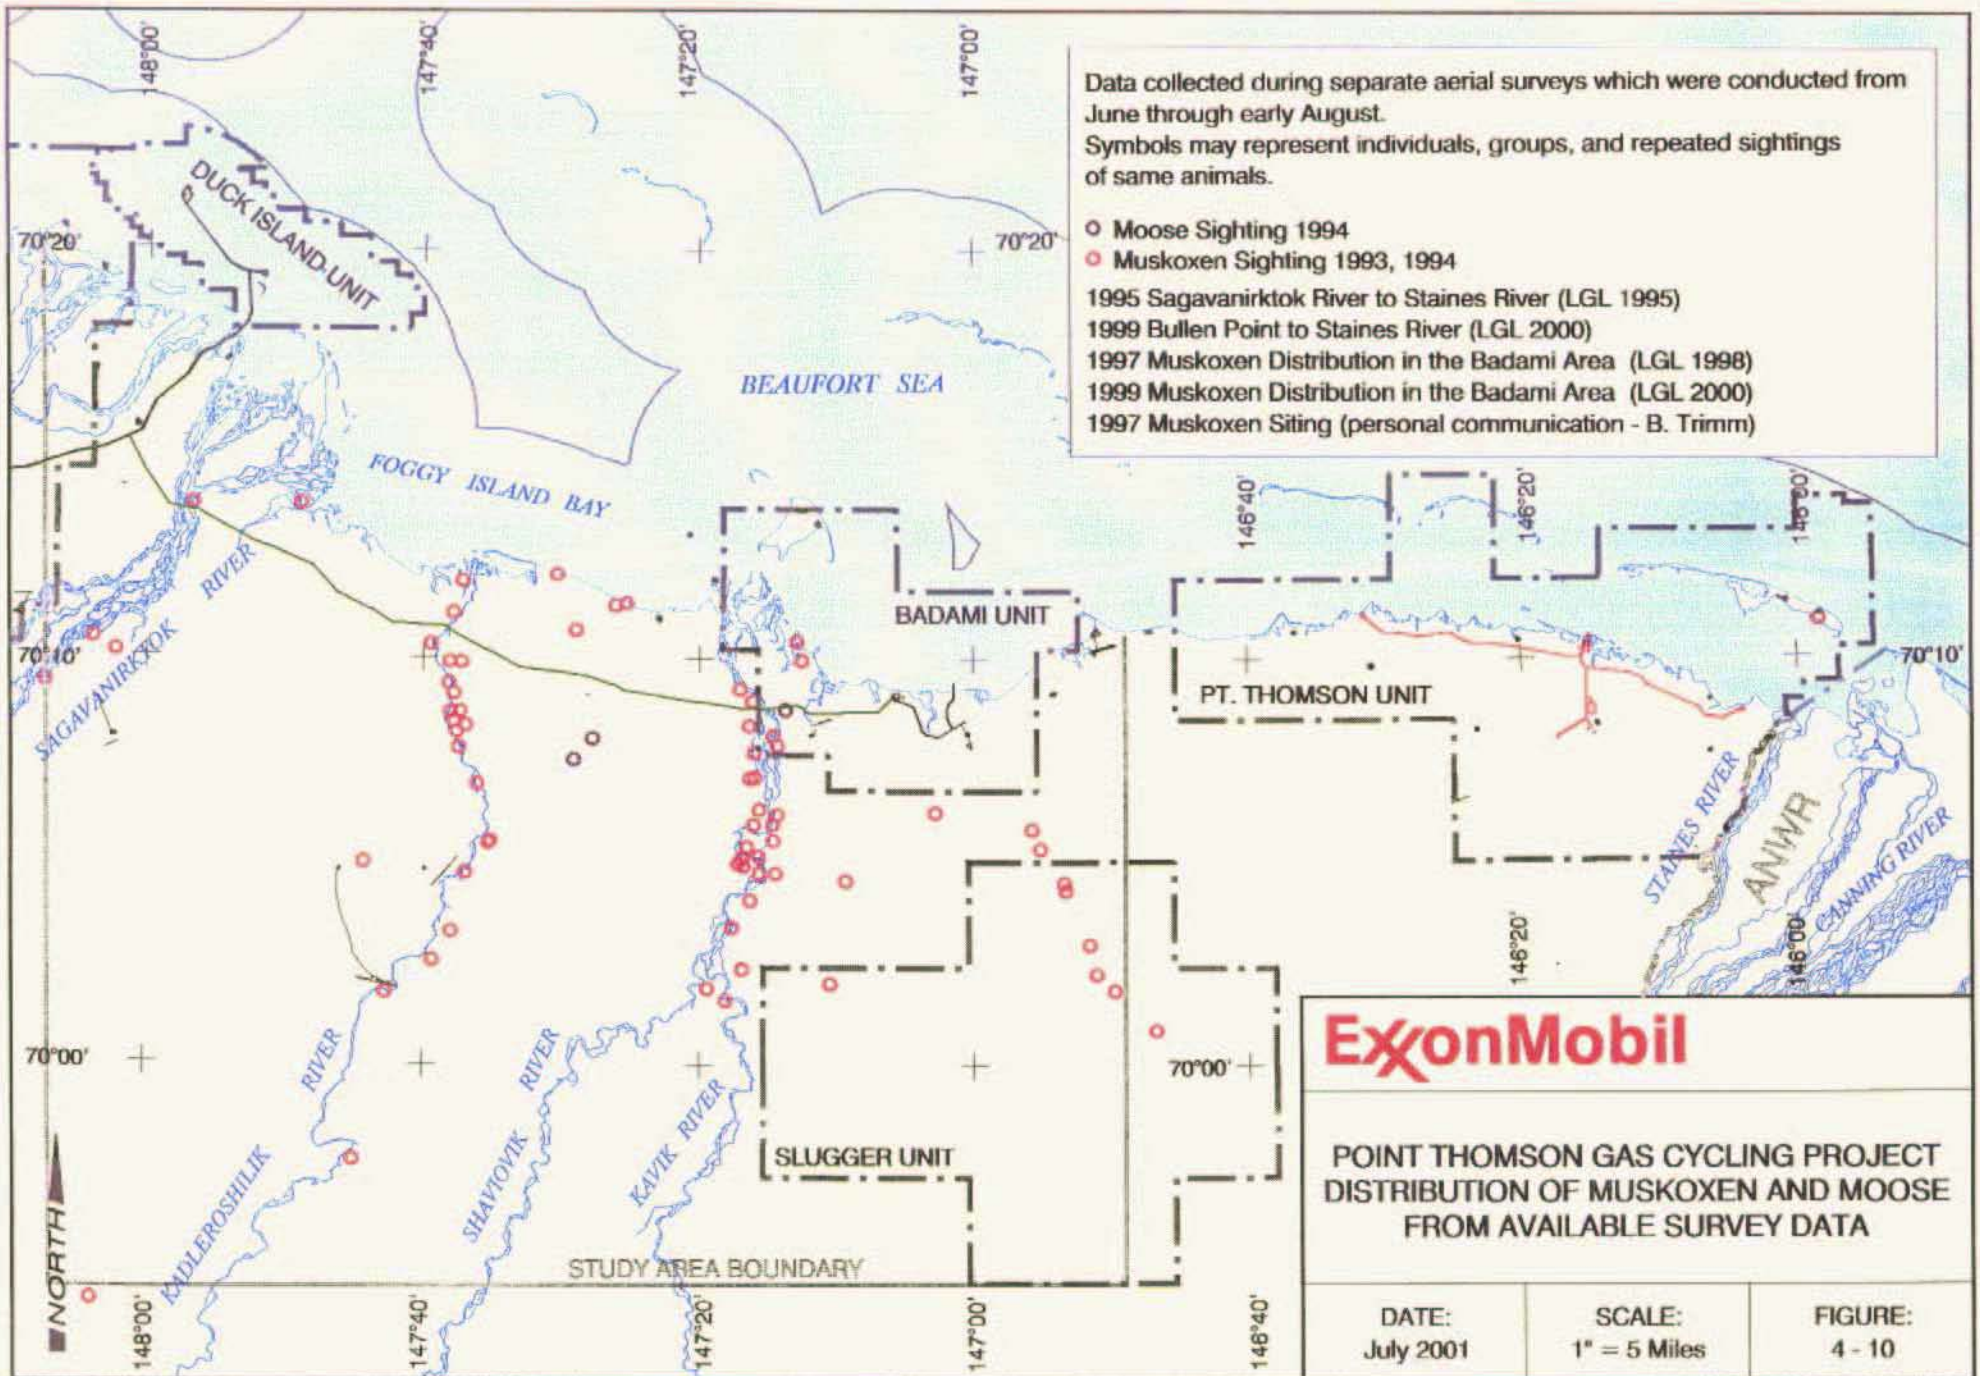 148°00'
147°40'
147°20'
147°00'
Data collected during separate aerial surveys which were conducted from
June through early August.
Symbols may represent individuals, groups, and repeated sightings
of same animals.
Moose Sighting 1994
Muskoxen Sighting 1993, 1994
1995 Sagavanirktok River to Staines River (LGL 1995)
1999 Bullen Point to Staines River (LGL 2000)
1997 Muskoxen Distribution in the Badami Area (LGL 1998)
1999 Muskoxen Distribution in the Badami Area (LGL 2000)
1997 Muskoxen Siting (personal communication - B. Trimm)
DUCK ISLAND UNIT
70°20'
70°20'
BEAUFORT SEA
FOGGY ISLAND BAY
146°40'
146°20'
146°00'
SAGAVANIRKTOK
RIVER
BADAMI UNIT
70°10'
70°10'
PT. THOMSON UNIT
STAINES RIVER
ANWR
CANNING RIVER
146°20'
146°00'
70°00'
70°00'
KADLEROSHILIK
RIVER
SHAVIOVIK
RIVER
KAVIK RIVER
SLUGGER UNIT
STUDY AREA BOUNDARY
NORTH
148°00'
147°40'
147°20'
147°00'
146°40'
ExxonMobil
POINT THOMSON GAS CYCLING PROJECT
DISTRIBUTION OF MUSKOXEN AND MOOSE
FROM AVAILABLE SURVEY DATA
DATE:
July 2001
SCALE:
1" = 5 Miles
FIGURE:
4 - 10